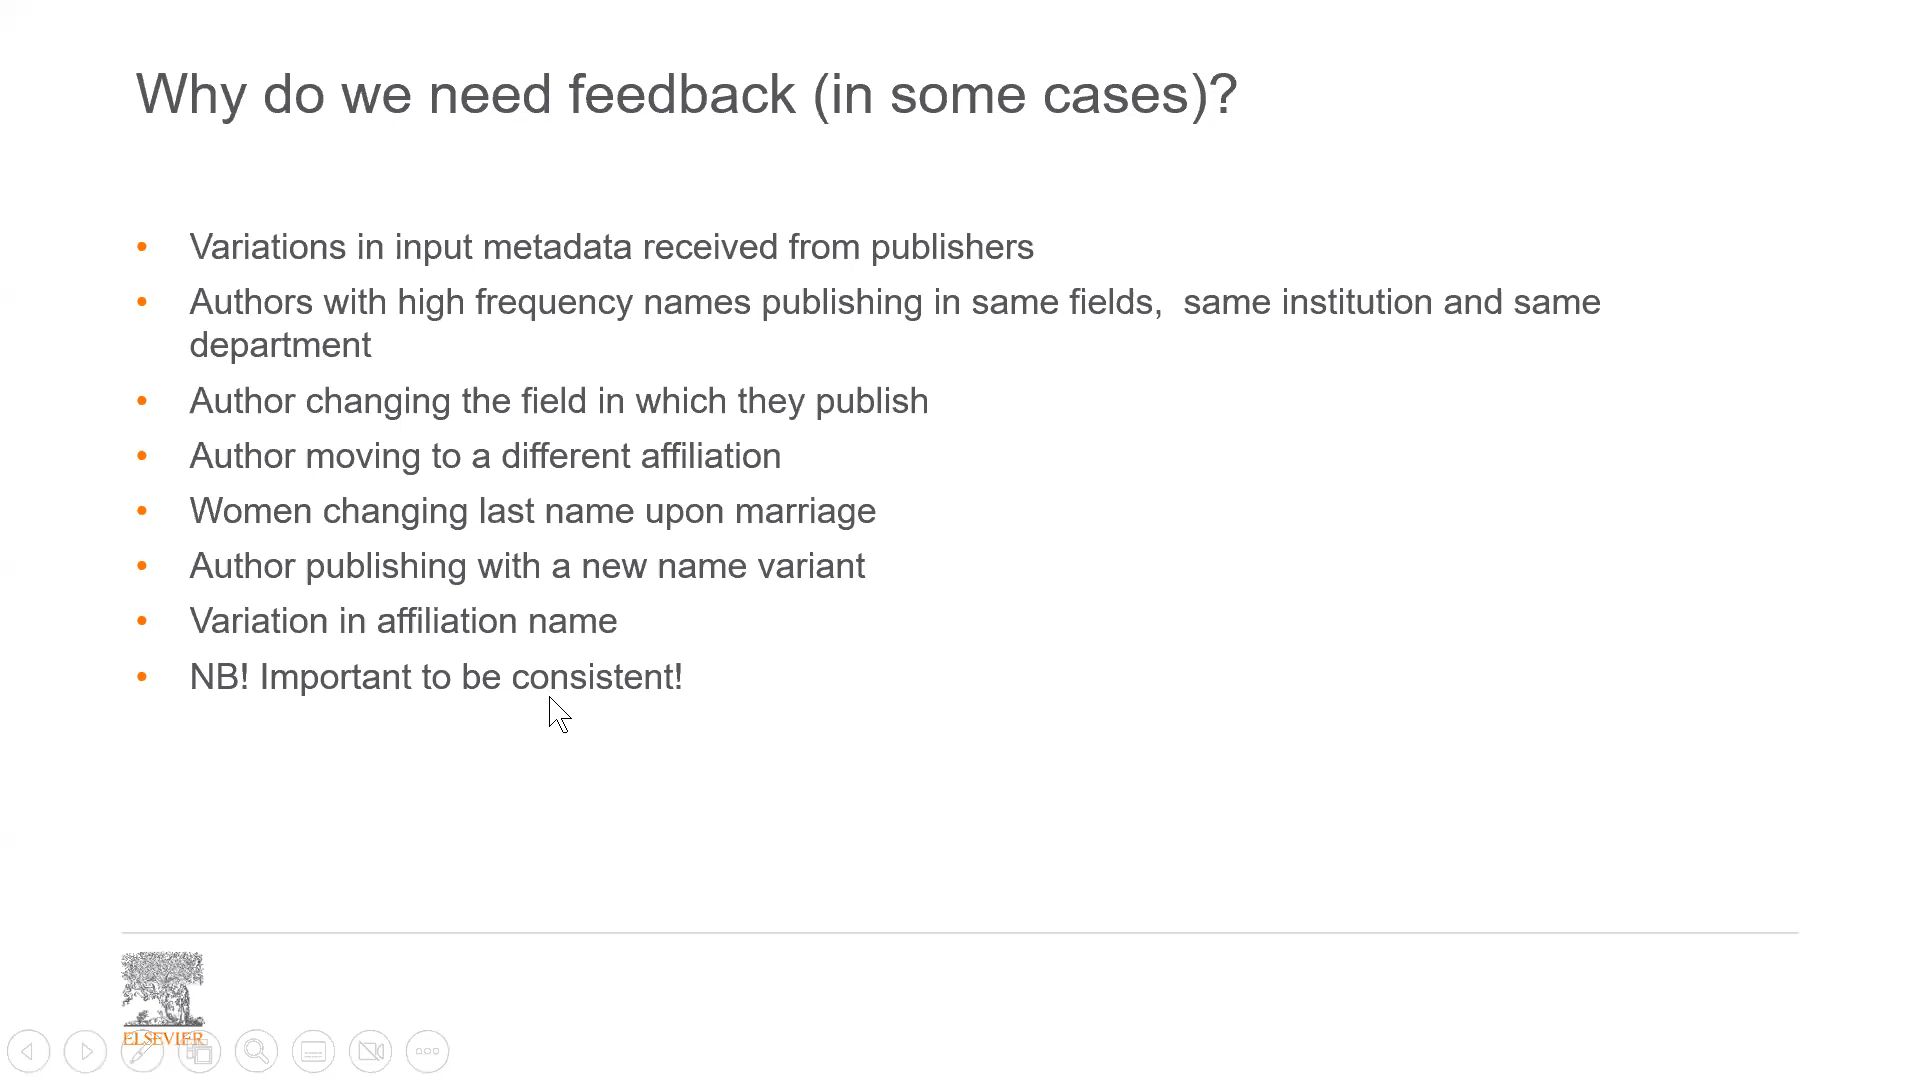 Why do we need feedback (in some cases)?
• Variations in input metadata received from publishers
• Authors with high frequency names publishing in same fields,  same institution and same
department
• Author changing the field in which they publish
• Author moving to a different affiliation
• Women changing last name upon marriage
• Author publishing with a new name variant
• Variation in affiliation name
• NB! Important to be consistent!
ELSEVIER